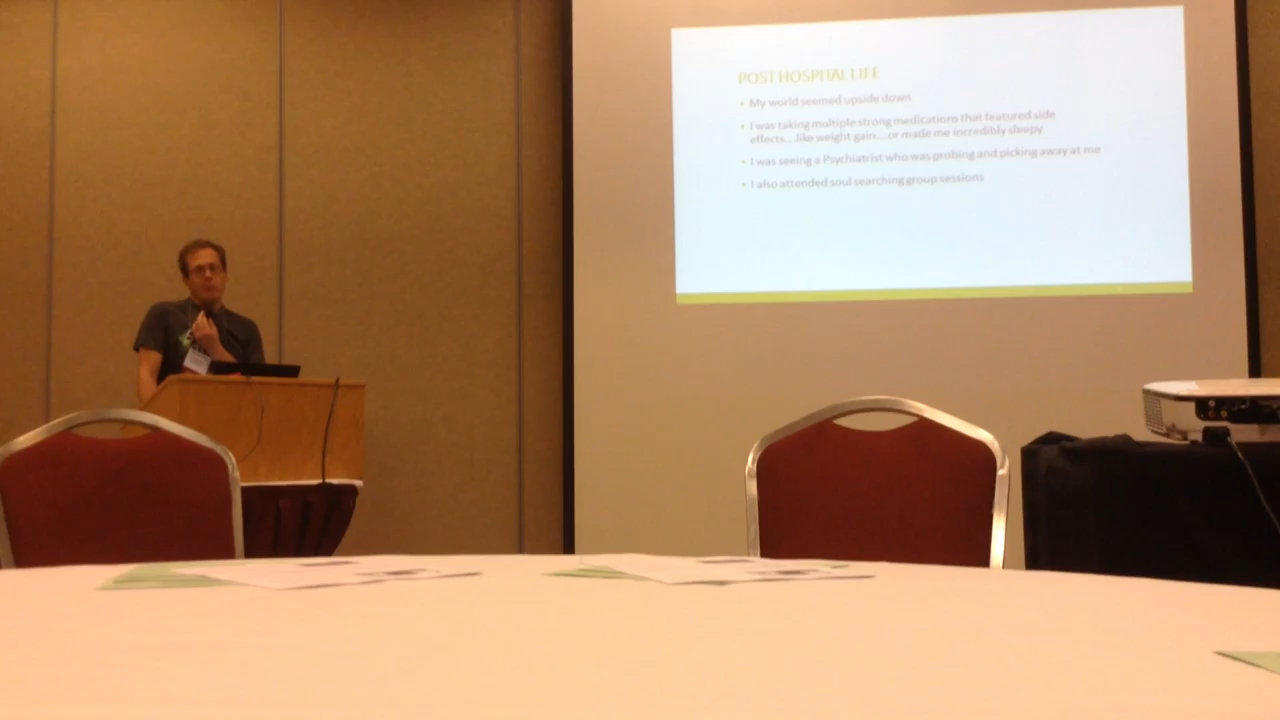 POST HOSPITAL LIFE
• My world seemed upside down
• I was taking multiple strong medications that featured side
effects....like weight gain....or made me incredibly sleepy
• I was seeing a Psychiatrist who was probing and picking away at me
• I also attended soul searching group sessions